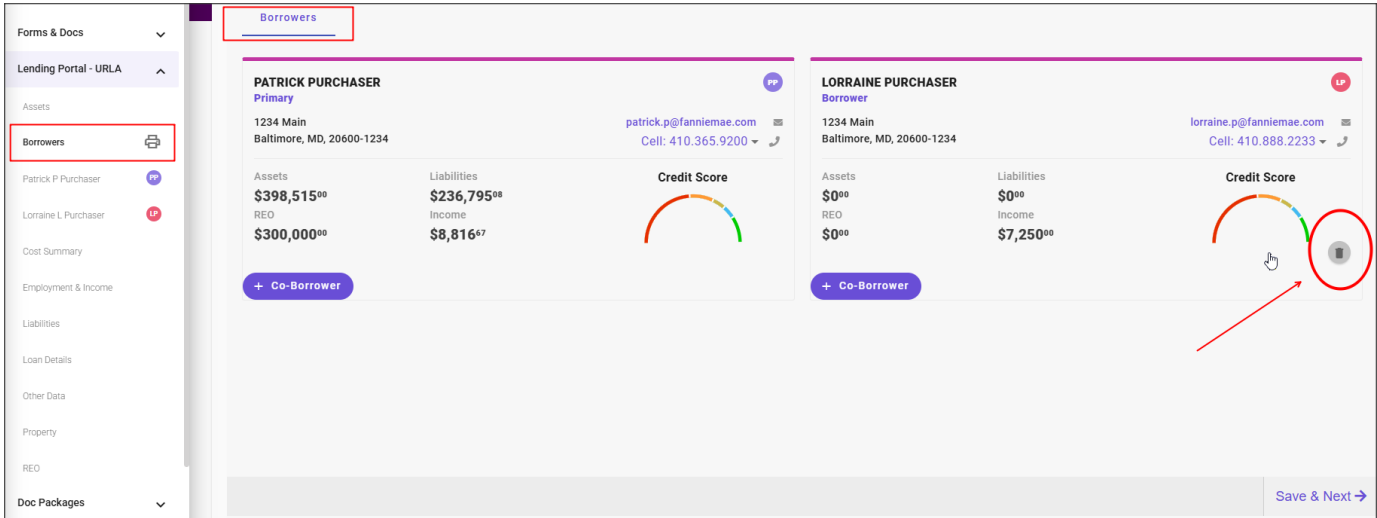 Forms & Docs
Lending Portal - URLA
Assets
Borrowers
Patrick P Purchaser
PP
Lorraine L Purchaser
LP
Cost Summary
Employment & Income
Liabilities
Loan Details
Other Data
Property
REO
Doc Packages
Borrowers
PATRICK PURCHASER
PP
Primary
1234 Main
patrick.p@fanniemae.com
Baltimore, MD, 20600-1234
Cell: 410.365.9200
Assets
Liabilities
Credit Score
$398,515⁰⁰
$236,795⁰⁸
REO
Income
$300,000⁰⁰
$8,816⁶⁷
+ Co-Borrower
LORRAINE PURCHASER
LP
Borrower
1234 Main
lorraine.p@fanniemae.com
Baltimore, MD, 20600-1234
Cell: 410.888.2233
Assets
Liabilities
Credit Score
$0⁰⁰
$0⁰⁰
REO
Income
$0⁰⁰
$7,250⁰⁰
+ Co-Borrower
Save & Next